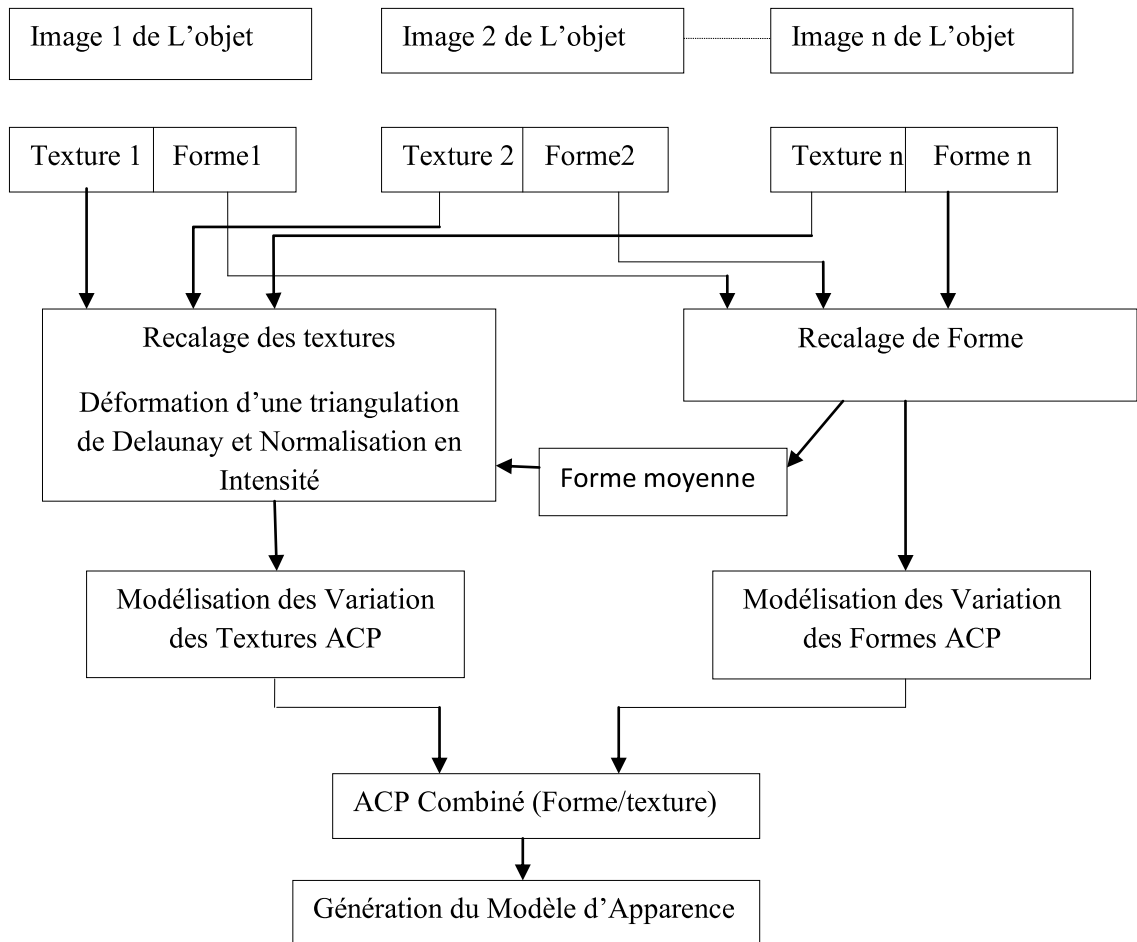 Image 1 de L'objet
Image 2 de L'objet
Image n de L'objet
Texture 1
Forme1
Texture 2
Forme2
Texture n
Forme n
Recalage des textures
Déformation d'une triangulation
de Delaunay et Normalisation en
Intensité
Recalage de Forme
Forme moyenne
Modélisation des Variation
des Textures ACP
Modélisation des Variation
des Formes ACP
ACP Combiné (Forme/texture)
Génération du Modèle d'Apparence